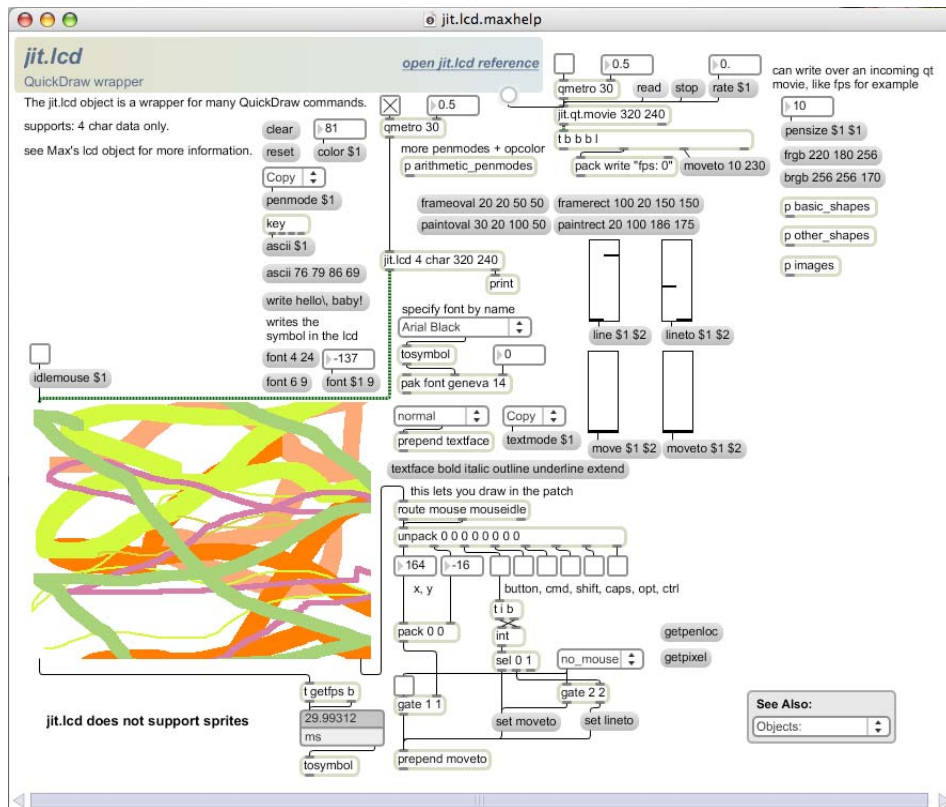 jit.lcd.maxhelp
jit.lcd
QuickDraw wrapper
open jit.lcd reference
The jit.lcd object is a wrapper for many QuickDraw commands.
supports: 4 char data only.
see Max's lcd object for more information.
clear
81
reset
color $1
Copy
penmode $1
key
ascii $1
ascii 76 79 86 69
write hello\, baby!
writes the
symbol in the lcd
font 4 24
-137
font 6 9
font $1 9
idlemouse $1
0.5
qmetro 30
more penmodes + opcolor
p arithmetic_penmodes
0.5
0.
qmetro 30
read
stop
rate $1
jit.qt.movie 320 240
t b b b l
pack write "fps: 0"
moveto 10 230
can write over an incoming qt
movie, like fps for example
10
pensize $1 $1
frgb 220 180 256
brgb 256 256 170
p basic_shapes
p other_shapes
p images
frameoval 20 20 50 50
framerect 100 20 150 150
paintoval 30 20 100 50
paintrect 20 100 186 175
jit.lcd 4 char 320 240
print
specify font by name
Arial Black
tosymbol
0
pak font geneva 14
normal
Copy
prepend textface
textmode $1
textface bold italic outline underline extend
line $1 $2
lineto $1 $2
move $1 $2
moveto $1 $2
this lets you draw in the patch
route mouse mouseidle
unpack 0 0 0 0 0 0 0 0
164
-16
x, y
button, cmd, shift, caps, opt, ctrl
t i b
pack 0 0
int
sel 0 1
no_mouse
getpenloc
getpixel
gate 1 1
gate 2 2
set moveto
set lineto
prepend moveto
t getfps b
29.99312
ms
tosymbol
jit.lcd does not support sprites
See Also:
Objects: